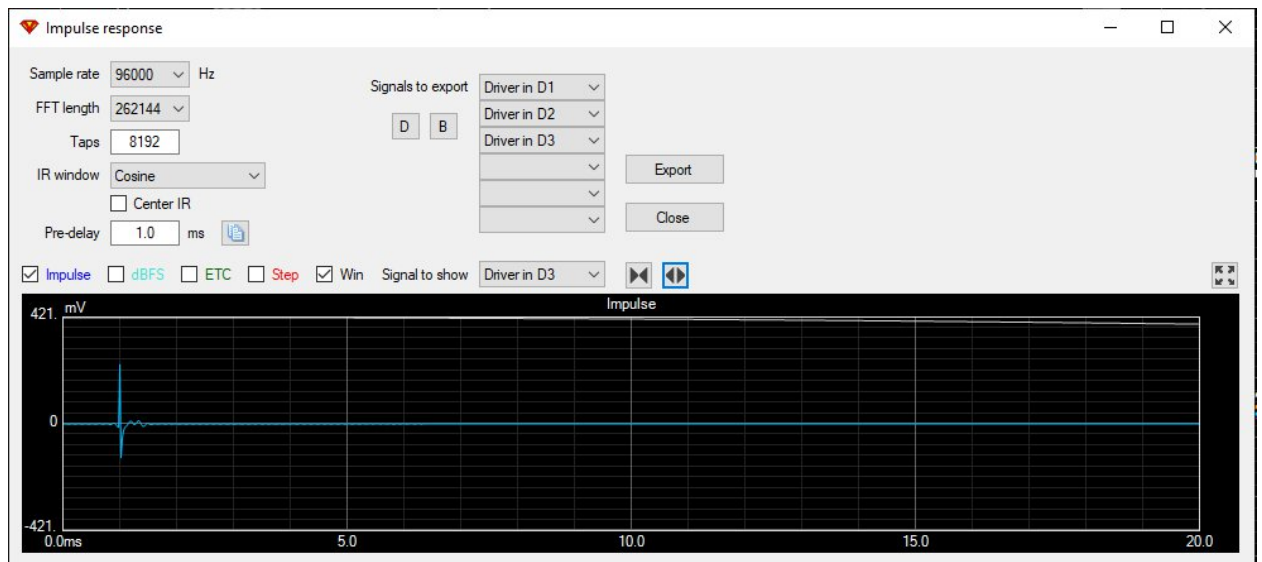 Impulse response
Sample rate 96000 Hz
FFT length 262144
Taps 8192
IR window Cosine
Center IR
Pre-delay 1.0 ms
Signals to export Driver in D1
D B Driver in D2
Driver in D3
Export
Close
Impulse dBFS ETC Step Win Signal to show Driver in D3
421. mV Impulse
0
-421.
0.0ms 5.0 10.0 15.0 20.0